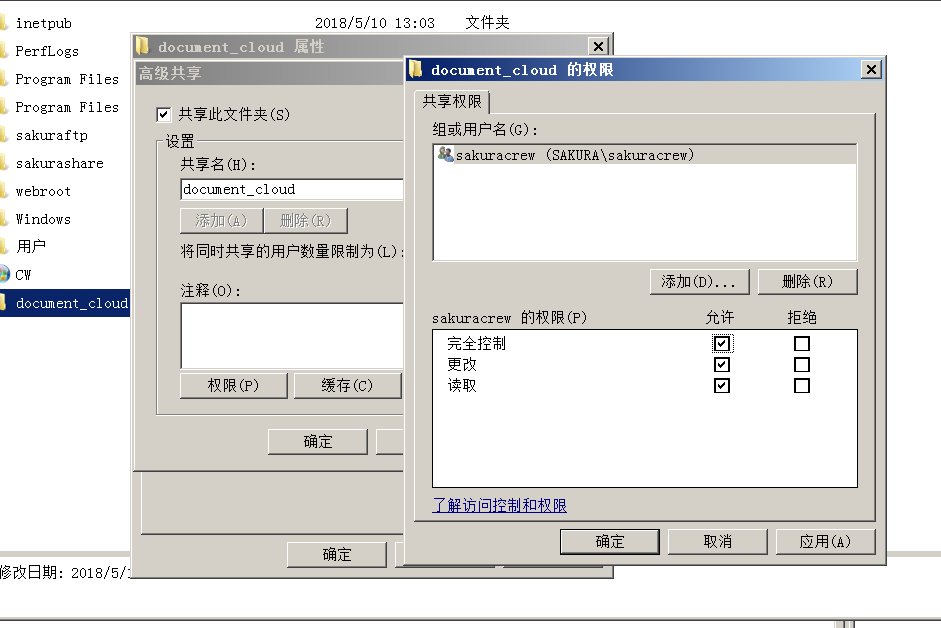 inetpub 2018/5/10 13:03 文件夹
PerfLogs
Program Files
Program Files
sakuraftp
sakurashare
webroot
Windows
用户
CW
document_cloud
修改日期: 2018/5/1
document_cloud 属性
高级共享
共享此文件夹(S)
设置
共享名(H):
document_cloud
添加(A) 删除(R)
将同时共享的用户数量限制为(L):
注释(O):
权限(P) 缓存(C)
确定
确定
document_cloud 的权限
共享权限
组或用户名(G):
sakuracrew (SAKURA\sakuracrew)
添加(D)... 删除(R)
sakuracrew 的权限(P) 允许 拒绝
完全控制
更改
读取
了解访问控制和权限
确定 取消 应用(A)